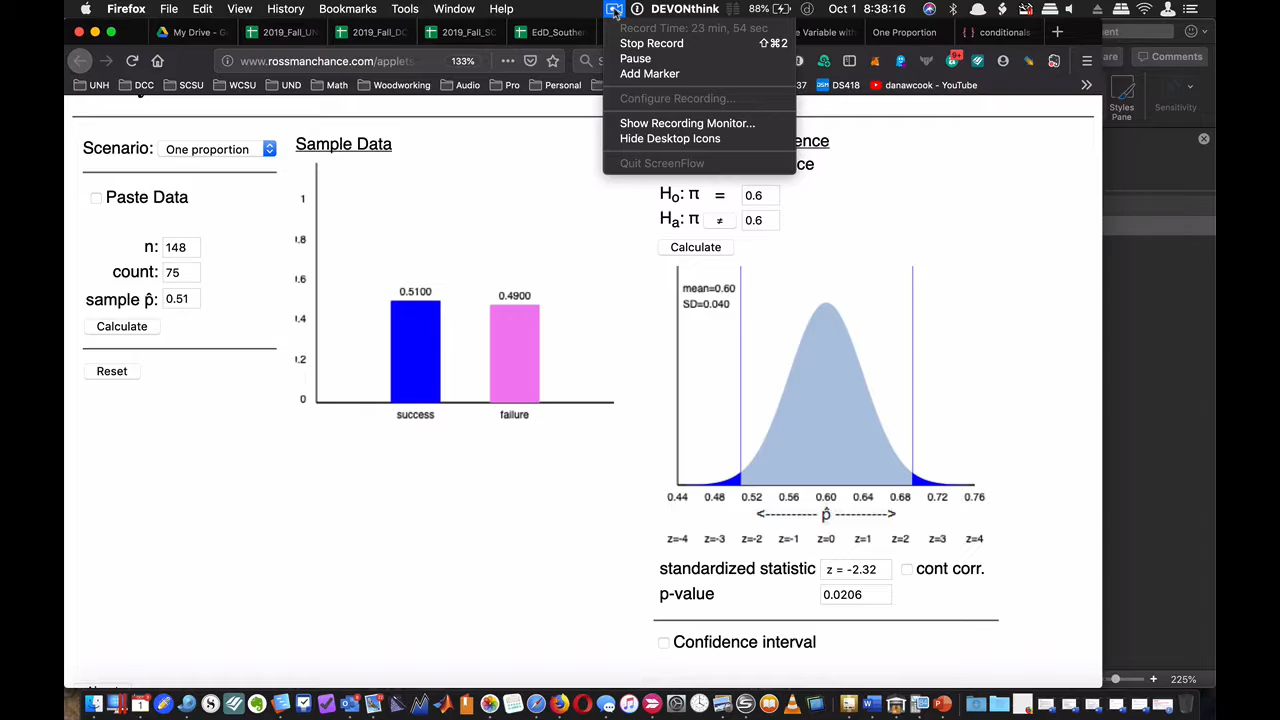 Firefox File Edit View History Bookmarks Tools Window Help DEVONthink 88% Oct 1 8:38:16
My Drive - G 2019_Fall_UN 2019_Fall_DC 2019_Fall_SC EdD_Southern Variable with One Proportion conditionals-
www.rossmanchance.com/applets 133%
UNH DCC SCSU WCSU UND Math Woodworking Audio Pro Personal 37 DS418 danawcook - YouTube
Record Time: 23 min, 54 sec
Stop Record ⇧⌘2
Pause
Add Marker
Configure Recording...
Show Recording Monitor...
Hide Desktop Icons
Quit ScreenFlow
Comments
Styles
Pane
Sensitivity
Scenario: One proportion
Paste Data
n: 148
count: 75
sample p̂: 0.51
Calculate
Reset
Sample Data
1
0.5100
0.4900
0
success failure
H₀: π = 0.6
Hₐ: π ≠ 0.6
Calculate
mean=0.60
SD=0.040
0.44 0.48 0.52 0.56 0.60 0.64 0.68 0.72 0.76
<---------- p̂ ---------->
z=-4 z=-3 z=-2 z=-1 z=0 z=1 z=2 z=3 z=4
standardized statistic z = -2.32 cont corr.
p-value 0.0206
Confidence interval
225%